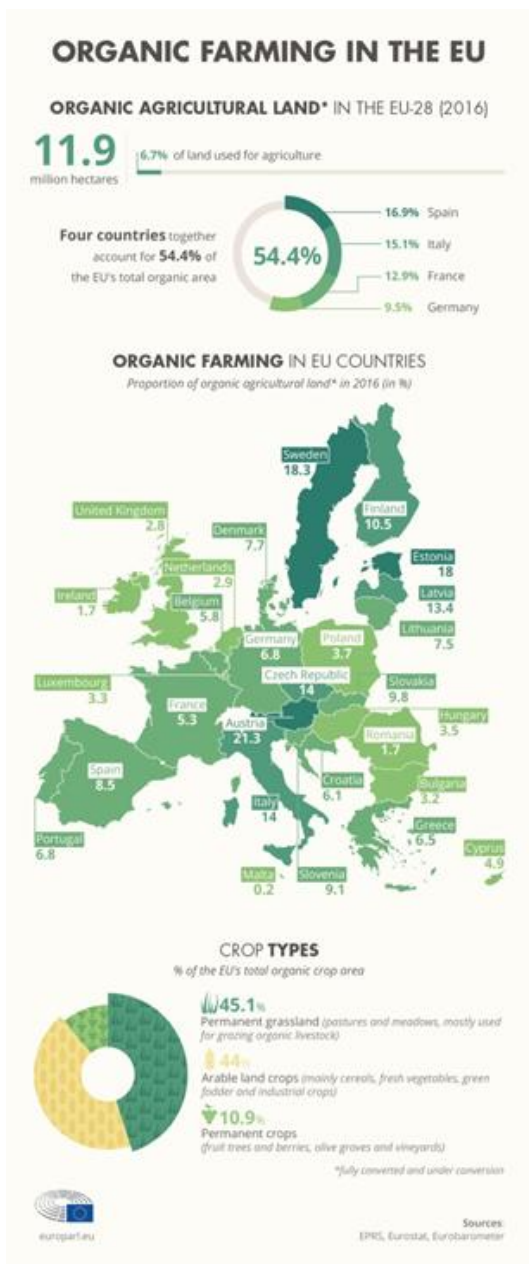 ORGANIC FARMING IN THE EU
ORGANIC AGRICULTURAL LAND* IN THE EU-28 (2016)
11.9
million hectares
6.7% of land used for agriculture
Four countries together
account for 54.4% of
the EU's total organic area
54.4%
16.9% Spain
15.1% Italy
12.9% France
9.5% Germany
ORGANIC FARMING IN EU COUNTRIES
Proportion of organic agricultural land* in 2016 (in %)
Sweden
18.3
Finland
10.5
United Kingdom
2.8
Denmark
7.7
Estonia
18
Netherlands
2.9
Latvia
13.4
Ireland
1.7
Belgium
5.8
Lithuania
7.5
Germany
6.8
Poland
3.7
Czech Republic
14
Luxembourg
3.3
Slovakia
9.8
France
5.3
Hungary
3.5
Austria
21.3
Romania
1.7
Spain
8.5
Croatia
6.1
Bulgaria
3.2
Italy
14
Greece
6.5
Portugal
6.8
Cyprus
4.9
Malta
0.2
Slovenia
9.1
CROP TYPES
% of the EU's total organic crop area
45.1%
Permanent grassland (pastures and meadows, mostly used
for grazing organic livestock)
44%
Arable land crops (mainly cereals, fresh vegetables, green
fodder and industrial crops)
10.9%
Permanent crops
(fruit trees and berries, olive groves and vineyards)
*fully converted and under conversion
europarl.eu
Sources:
EPRS, Eurostat, Eurobarometer